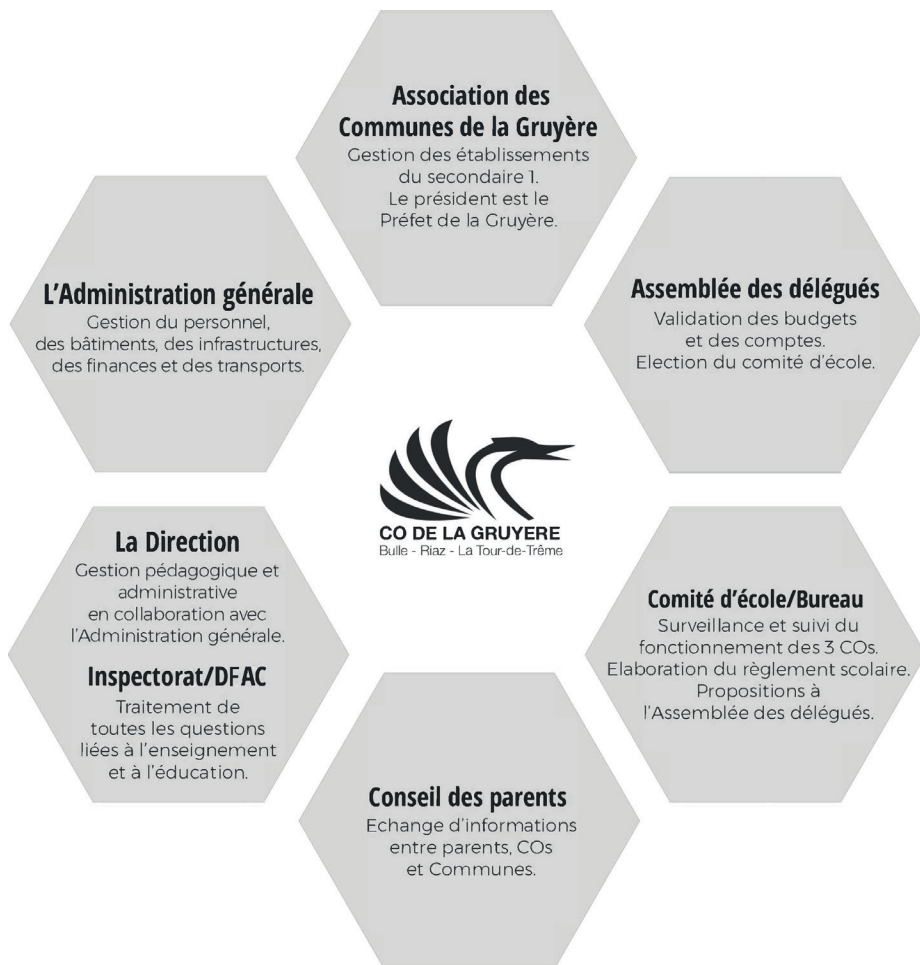 Association des
Communes de la Gruyère
Gestion des établissements
du secondaire 1.
Le président est le
Préfet de la Gruyère.
L'Administration générale
Gestion du personnel,
des bâtiments, des infrastructures,
des finances et des transports.
Assemblée des délégués
Validation des budgets
et des comptes.
Election du comité d'école.
CO DE LA GRUYERE
Bulle - Riaz - La Tour-de-Trême
La Direction
Gestion pédagogique et
administrative
en collaboration avec
l'Administration générale.
Inspectorat/DFAC
Traitement de
toutes les questions
liées à l'enseignement
et à l'éducation.
Comité d'école/Bureau
Surveillance et suivi du
fonctionnement des 3 COs.
Elaboration du règlement scolaire.
Propositions à
l'Assemblée des délégués.
Conseil des parents
Echange d'informations
entre parents, COs
et Communes.